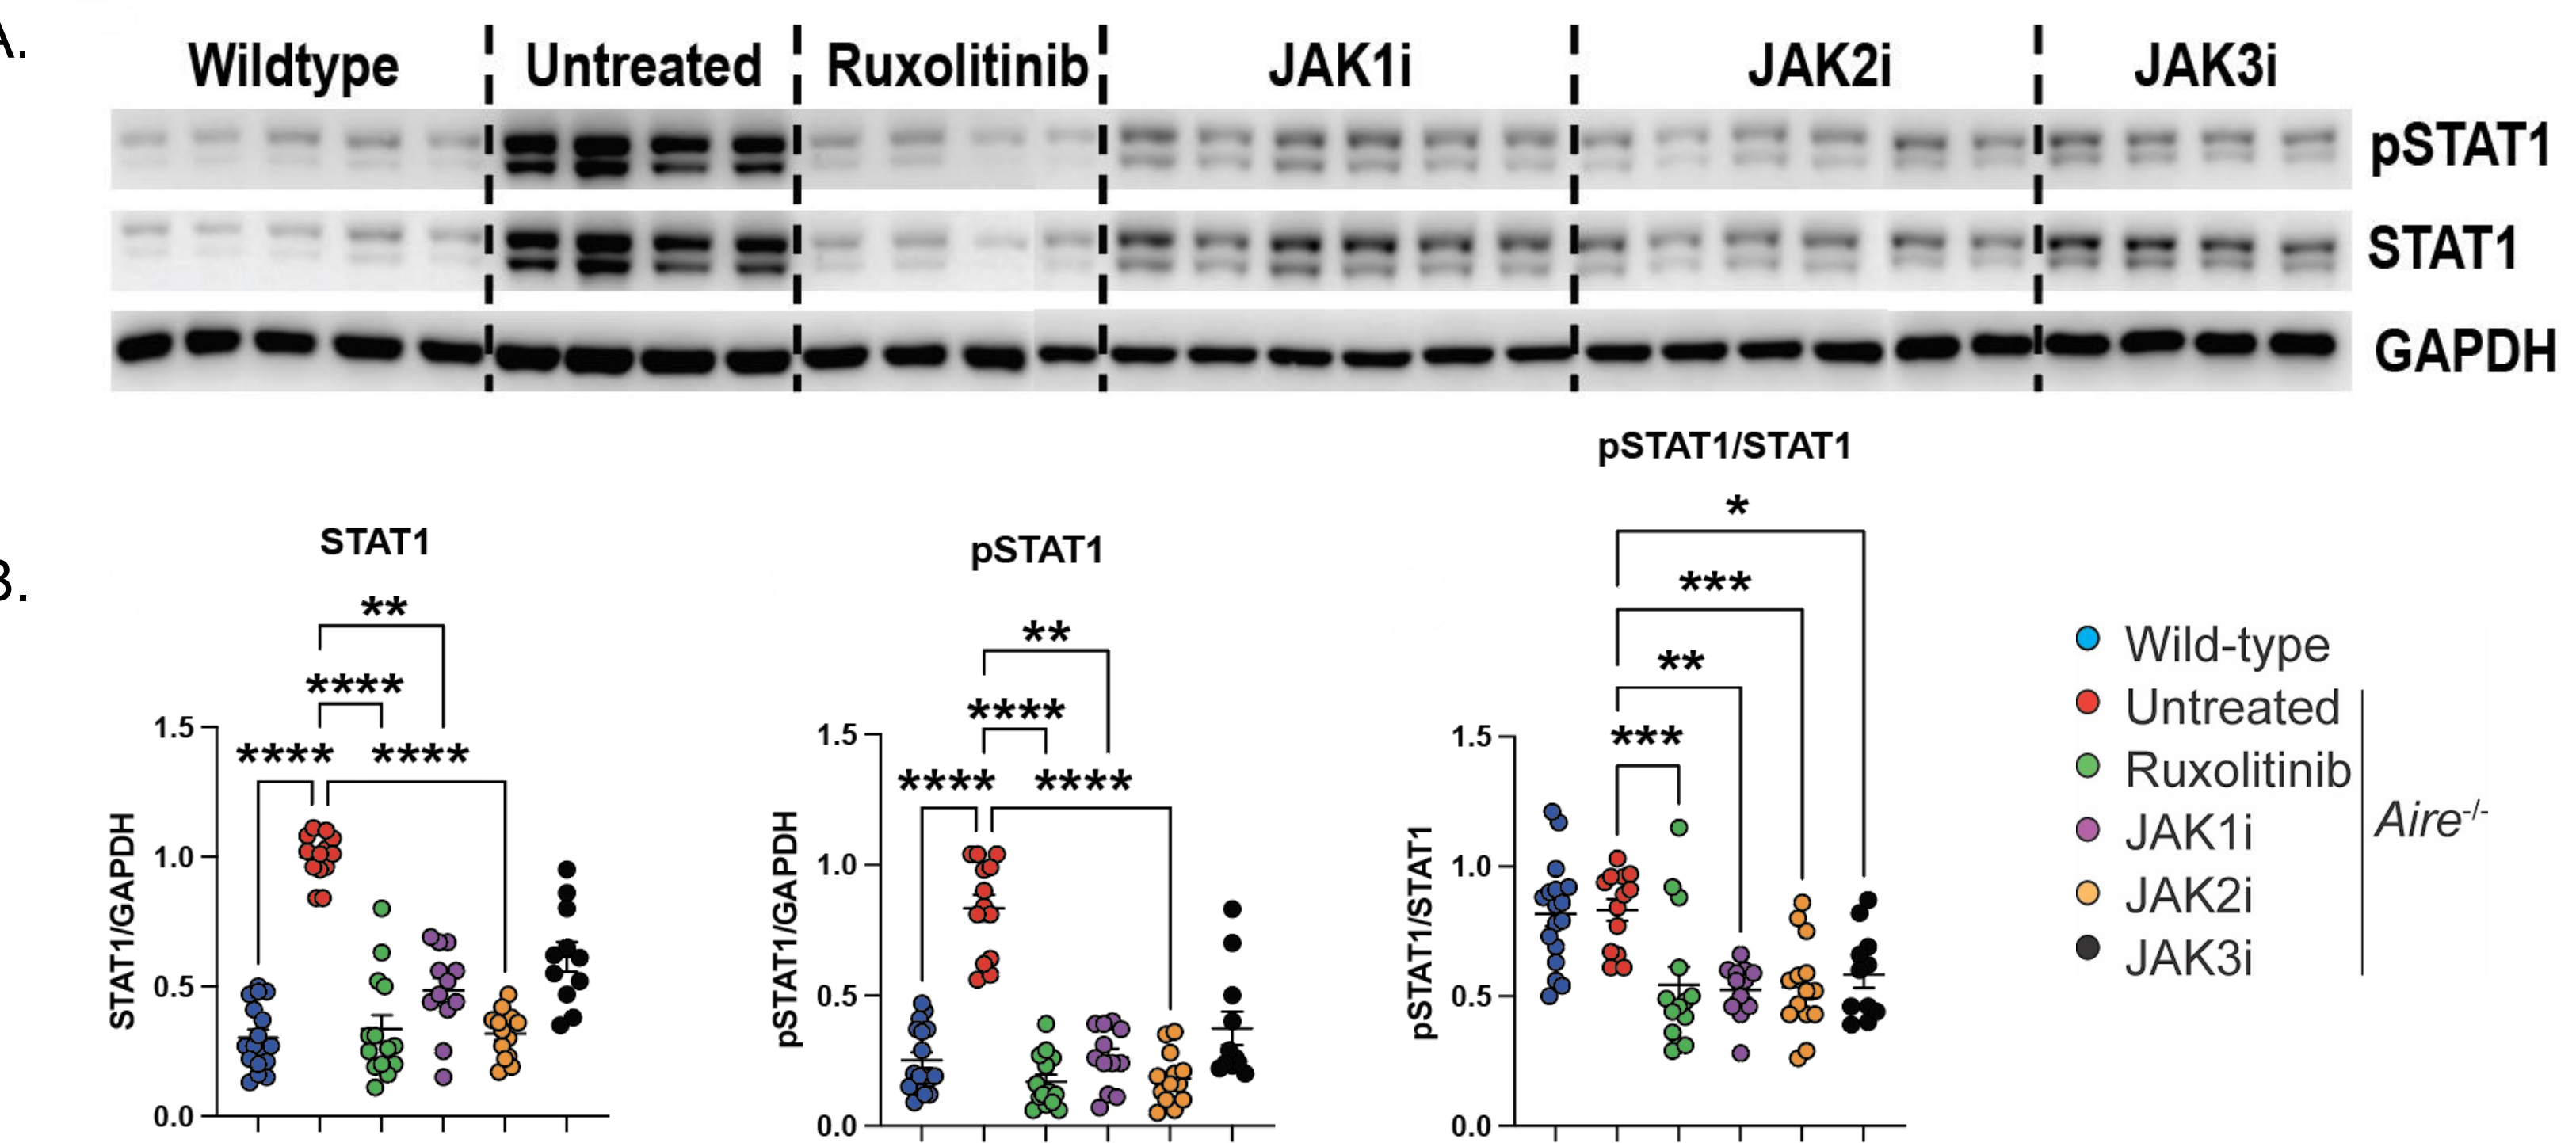 A.
Wildtype Untreated Ruxolitinib JAK1i JAK2i JAK3i
pSTAT1
STAT1
GAPDH
B.
STAT1
**
****
**** ****
STAT1/GAPDH
1.5
1.0
0.5
0.0
pSTAT1
**
****
**** ****
pSTAT1/GAPDH
1.5
1.0
0.5
0.0
pSTAT1/STAT1
*
***
**
***
pSTAT1/STAT1
1.5
1.0
0.5
0.0
Wild-type
Untreated
Ruxolitinib
JAK1i
JAK2i
JAK3i
Aire-/-